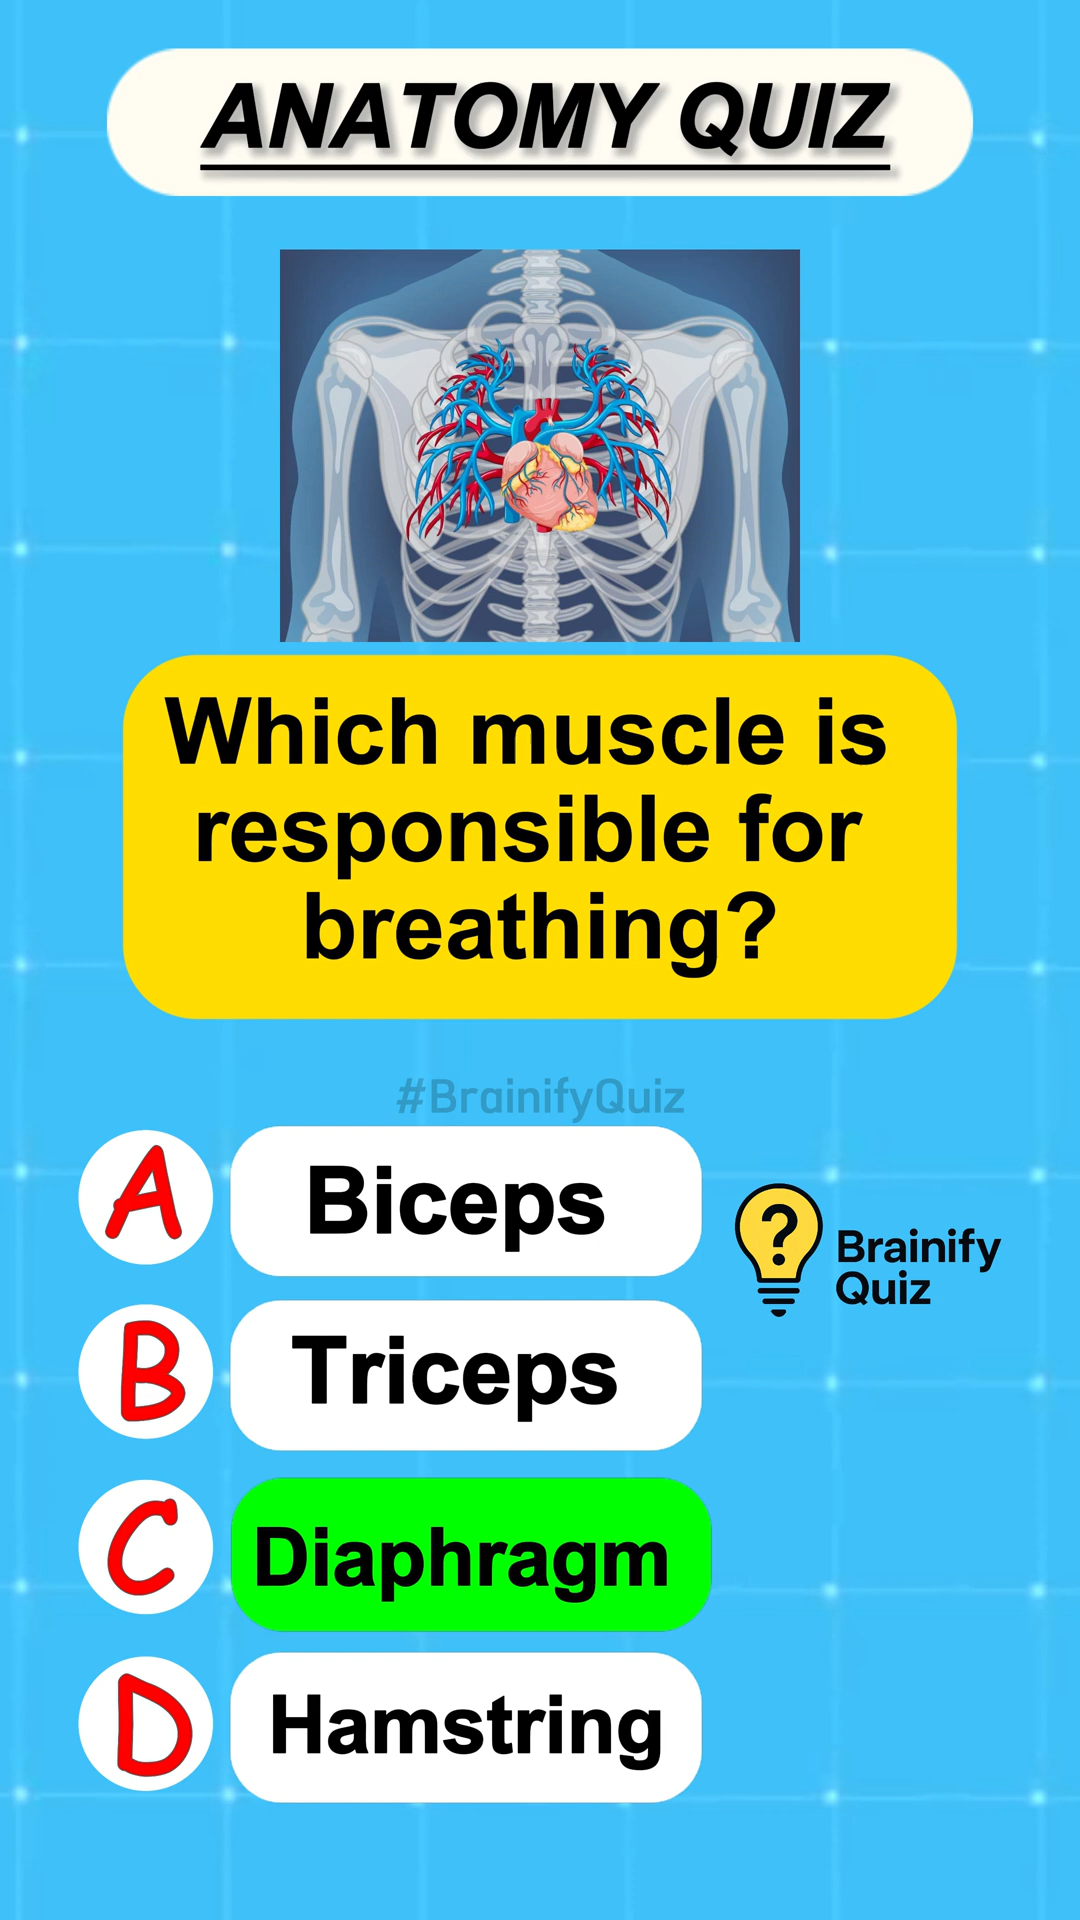 ANATOMY QUIZ
Which muscle is
responsible for
breathing?
#BrainifyQuiz
A Biceps
?
Brainify
Quiz
B Triceps
C Diaphragm
D Hamstring